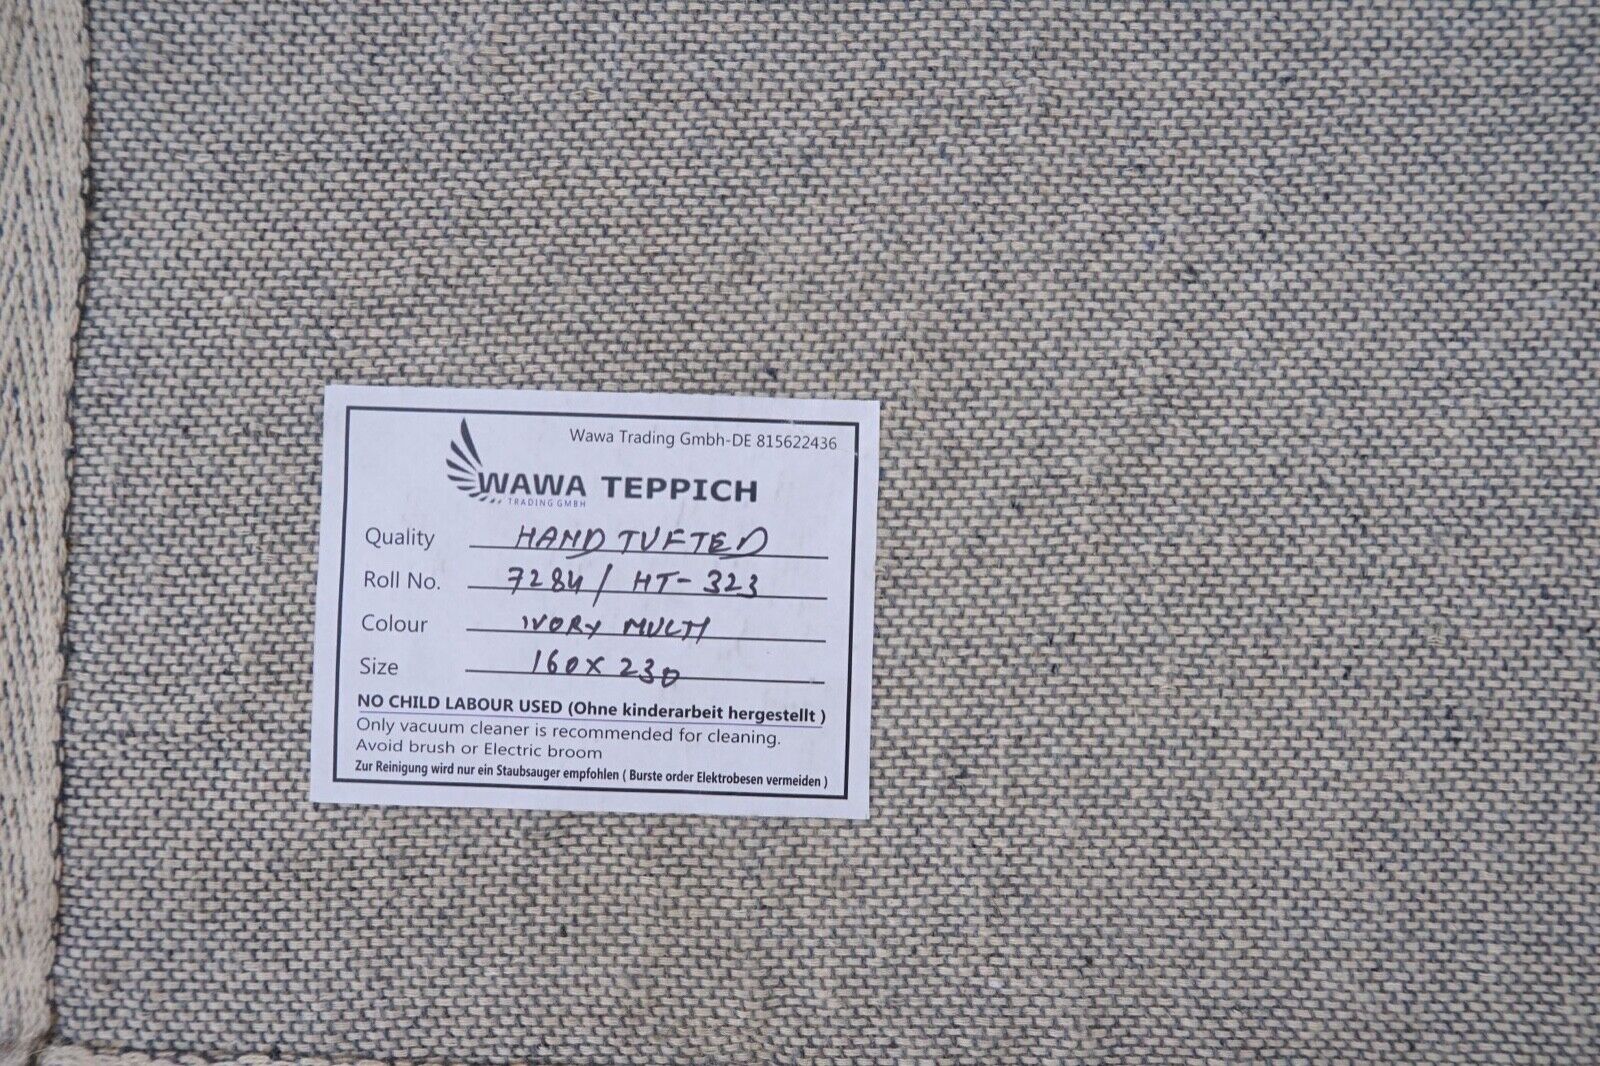 Wawa Trading Gmbh-DE 815622436
WAWA TEPPICH
TRADING GMBH
Quality HAND TUFTED
Roll No. 7284/ HT-323
Colour IVORY MULTI
Size 160X230
NO CHILD LABOUR USED (Ohne kinderarbeit hergestellt )
Only vacuum cleaner is recommended for cleaning.
Avoid brush or Electric broom
Zur Reinigung wird nur ein Staubsauger empfohlen ( Burste order Elektrobesen vermeiden )